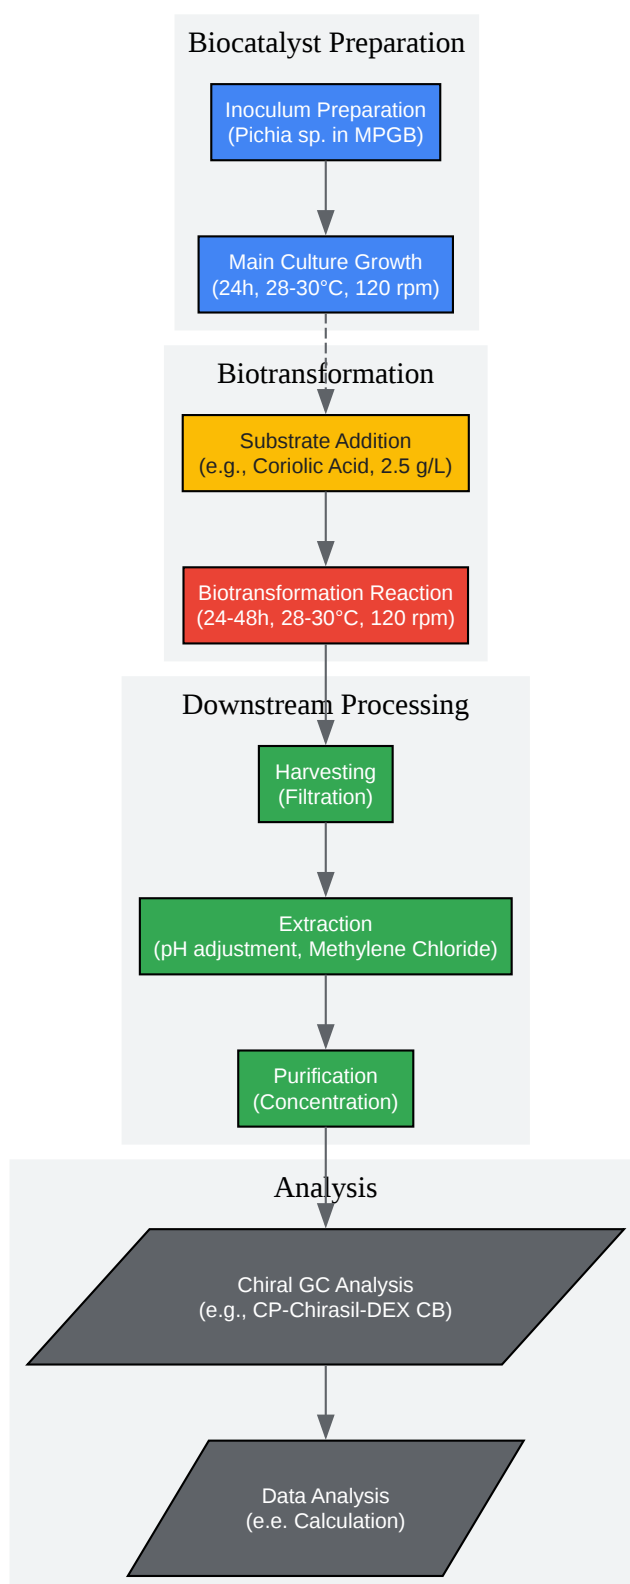 Biocatalyst Preparation
Inoculum Preparation
(Pichia sp. in MPGB)
Main Culture Growth
(24h, 28-30°C, 120 rpm)
Biotransformation
Substrate Addition
(e.g., Coriolic Acid, 2.5 g/L)
Biotransformation Reaction
(24-48h, 28-30°C, 120 rpm)
Downstream Processing
Harvesting
(Filtration)
Extraction
(pH adjustment, Methylene Chloride)
Purification
(Concentration)
Analysis
Chiral GC Analysis
(e.g., CP-Chirasil-DEX CB)
Data Analysis
(e.e. Calculation)